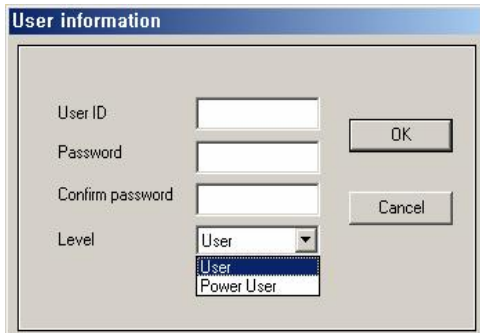 User information
User ID
OK
Password
Confirm password
Cancel
Level
User
User
Power User